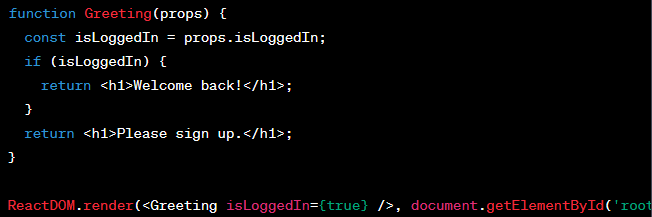 function Greeting(props) {
  const isLoggedIn = props.isLoggedIn;
  if (isLoggedIn) {
    return <h1>Welcome back!</h1>;
  }
  return <h1>Please sign up.</h1>;
}

ReactDOM.render(<Greeting isLoggedIn={true} />, document.getElementById('root